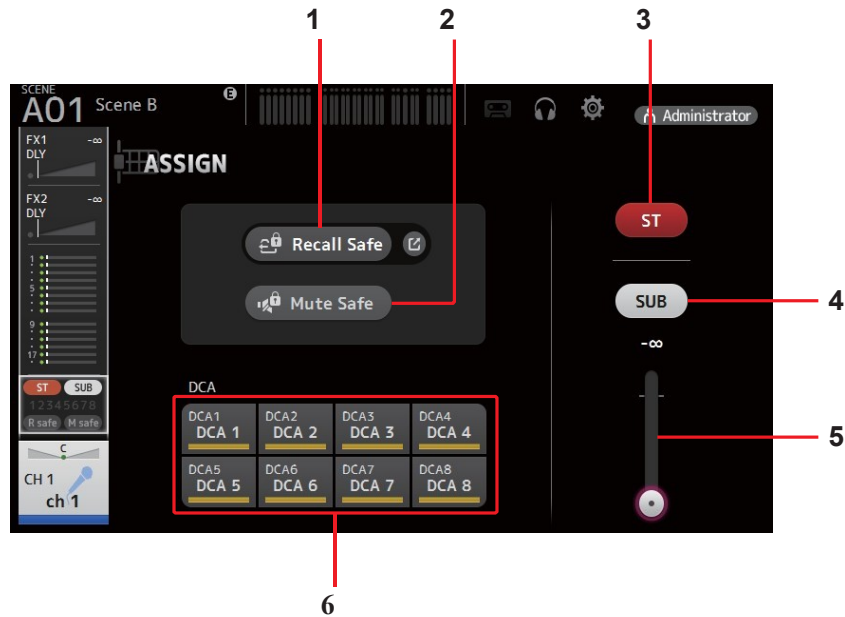 1 2 3
SCENE
A01 Scene B E Administrator
FX1 -∞
DLY
ASSIGN
FX2 -∞
DLY
ST
Recall Safe
1
5
Mute Safe
SUB 4
9
-∞
17
ST SUB
DCA
12345678
R safe M safe
DCA1 DCA2 DCA3 DCA4
DCA 1 DCA 2 DCA 3 DCA 4
5
C
DCA5 DCA6 DCA7 DCA8
CH 1
DCA 5 DCA 6 DCA 7 DCA 8
ch 1
6